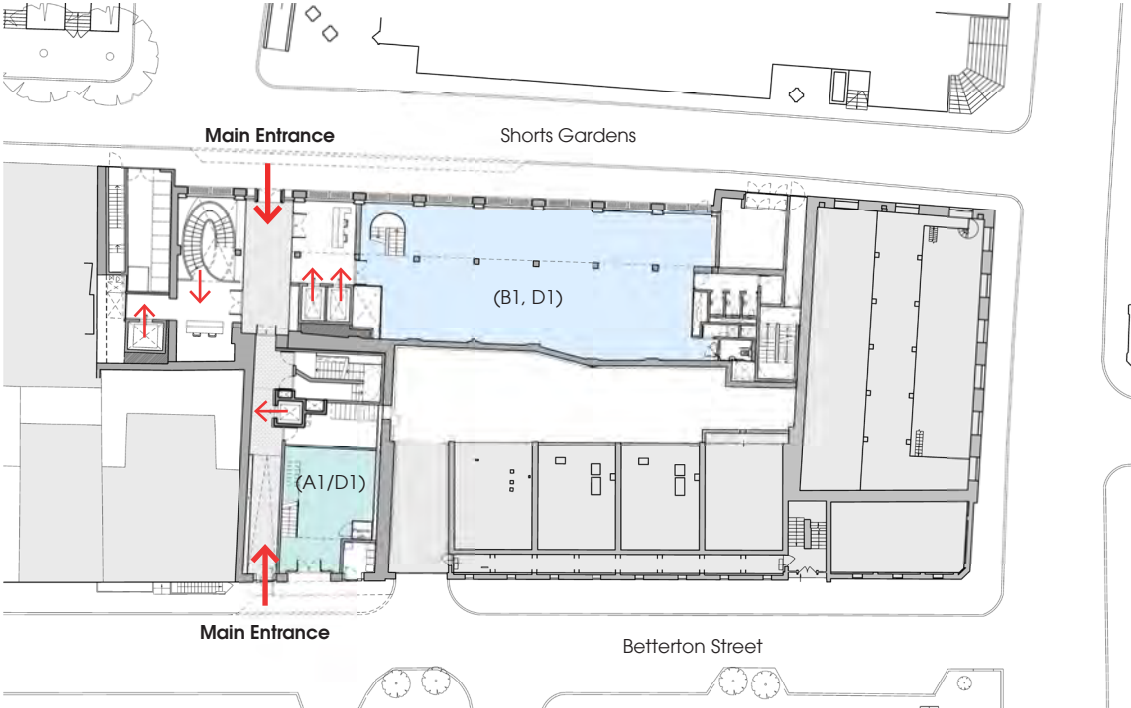 Main Entrance
Shorts Gardens
(B1, D1)
(A1/D1)
Main Entrance
Betterton Street